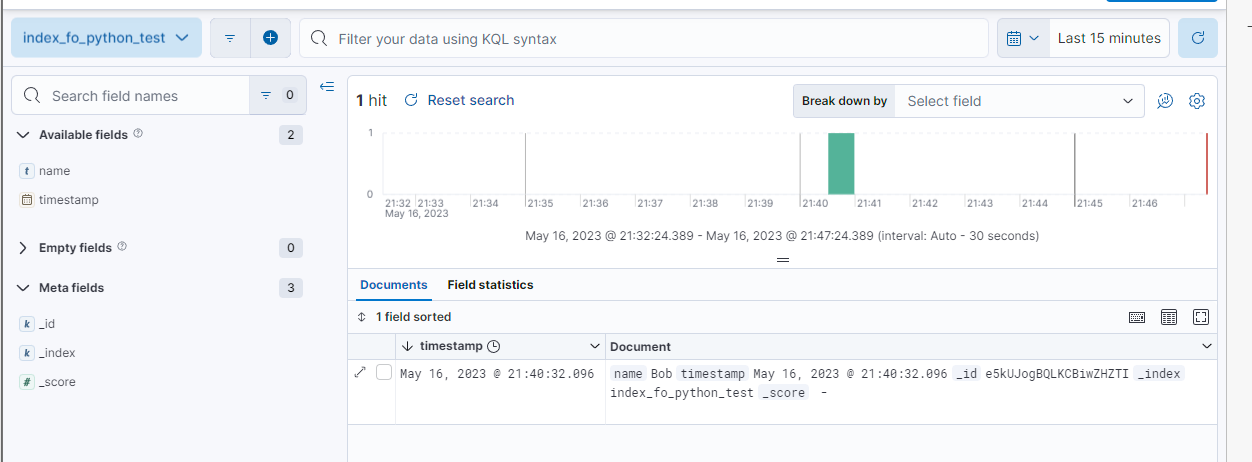 index_fo_python_test
Filter your data using KQL syntax
Last 15 minutes
Search field names
0
Available fields
2
t name
timestamp
Empty fields
0
Meta fields
3
k _id
k _index
# _score
1 hit
Reset search
Break down by
Select field
1
0
21:32 21:33 21:34 21:35 21:36 21:37 21:38 21:39 21:40 21:41 21:42 21:43 21:44 21:45 21:46
May 16, 2023
May 16, 2023 @ 21:32:24.389 - May 16, 2023 @ 21:47:24.389 (interval: Auto - 30 seconds)
Documents Field statistics
1 field sorted
timestamp
Document
May 16, 2023 @ 21:40:32.096
name Bob timestamp May 16, 2023 @ 21:40:32.096 _id e5kUJogBQLKCBiwZHZTI _index
index_fo_python_test _score -